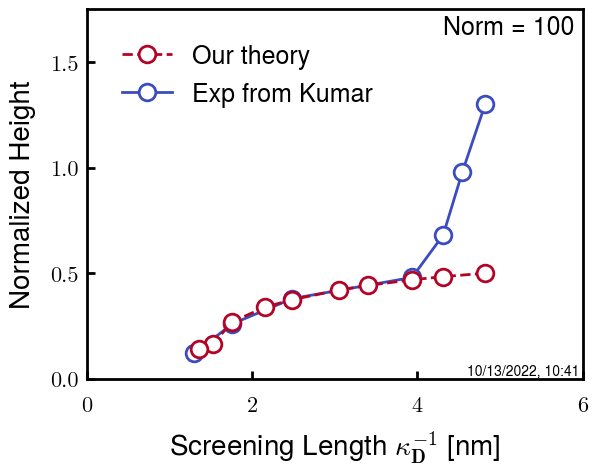 Norm = 100
Our theory
Exp from Kumar
Normalized Height
1.5
1.0
0.5
0.0
10/13/2022, 10:41
0 2 4 6
Screening Length κ_D^{-1} [nm]